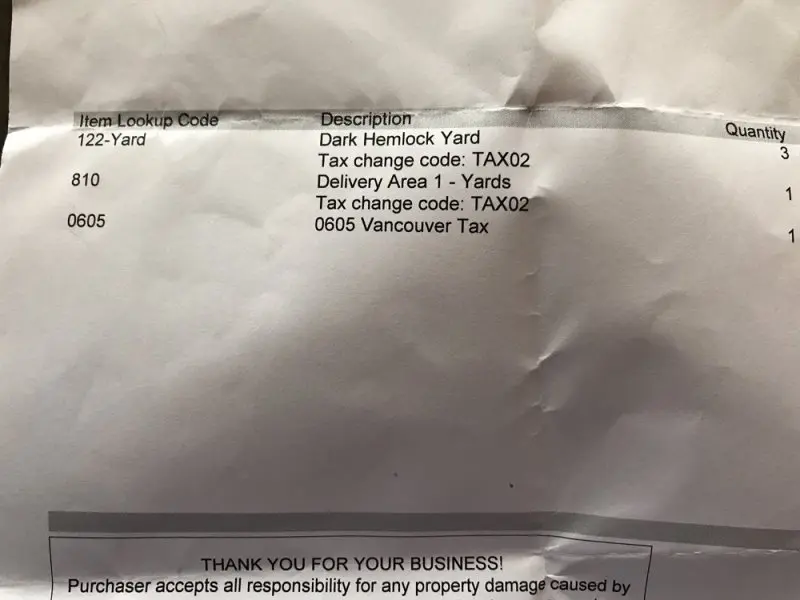 Item Lookup Code Description Quantity
122-Yard Dark Hemlock Yard 3
Tax change code: TAX02
810 Delivery Area 1 - Yards 1
Tax change code: TAX02
0605 0605 Vancouver Tax 1
THANK YOU FOR YOUR BUSINESS!
Purchaser accepts all responsibility for any property damage caused by